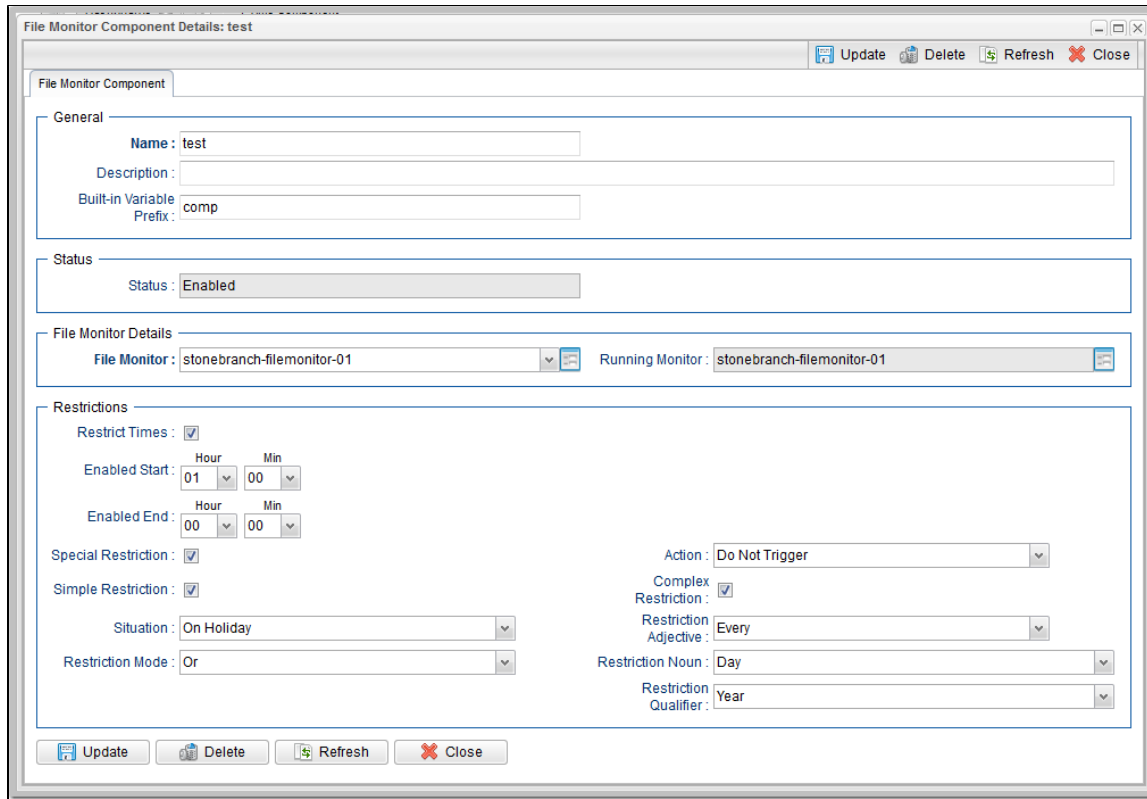 File Monitor Component Details: test
Update Delete Refresh Close
File Monitor Component
General
Name : test
Description :
Built-in Variable
Prefix : comp
Status
Status : Enabled
File Monitor Details
File Monitor : stonebranch-filemonitor-01 Running Monitor : stonebranch-filemonitor-01
Restrictions
Restrict Times :
Hour Min
Enabled Start : 01 00
Hour Min
Enabled End : 00 00
Special Restriction : Action : Do Not Trigger
Simple Restriction : Complex
Restriction :
Situation : On Holiday Restriction
Adjective : Every
Restriction Mode : Or Restriction Noun : Day
Restriction
Qualifier : Year
Update Delete Refresh Close